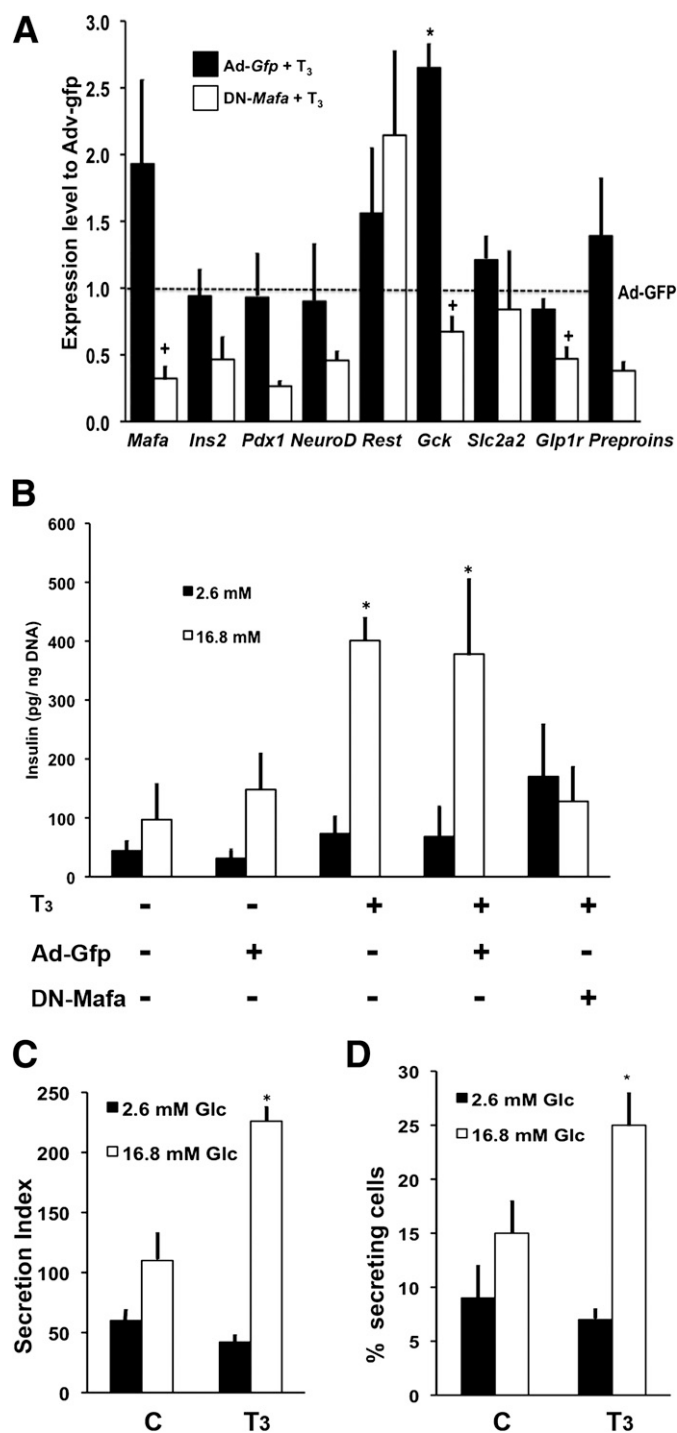 A
3.0
2.5
2.0
1.5
1.0
0.5
0.0
Expression level to Adv-gfp
Ad-Gfp + T3
DN-Mafa + T3
*
+
+
+
Ad-GFP
Mafa Ins2 Pdx1 NeuroD Rest Gck Slc2a2 Glp1r Preproins
B
600
500
400
300
200
100
0
Insulin (pg/ ng DNA)
2.6 mM
16.8 mM
*
*
T3 - - + + +
Ad-Gfp - + - + -
DN-Mafa - - - - +
C
250
200
150
100
50
0
Secretion Index
2.6 mM Glc
16.8 mM Glc
*
C T3
D
30
25
20
15
10
5
0
% secreting cells
2.6 mM Glc
16.8 mM Glc
*
C T3